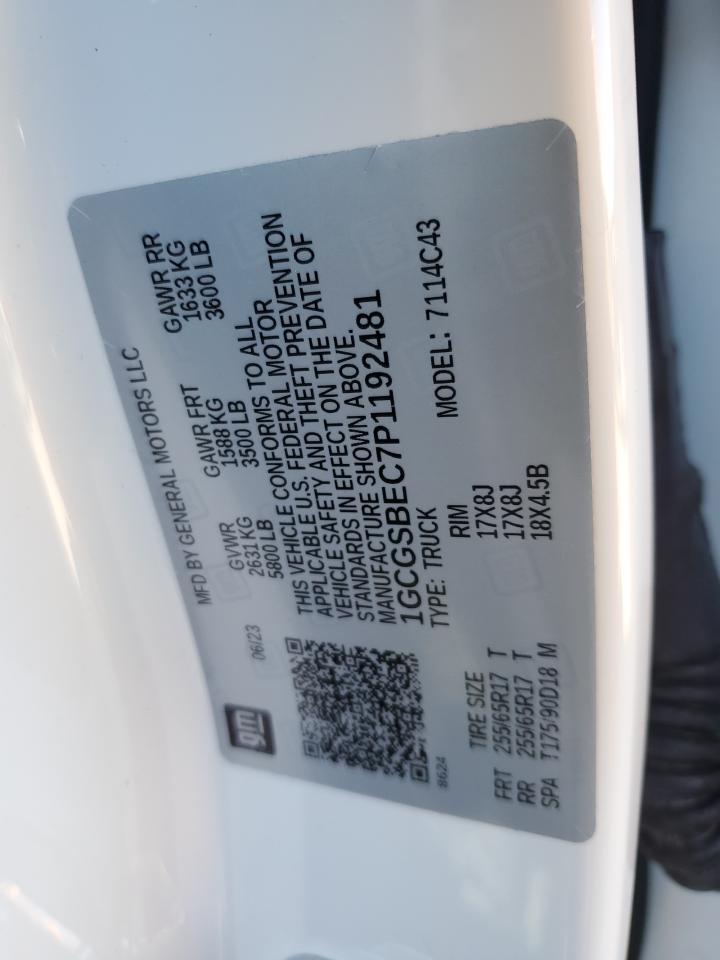 gm
MFD BY GENERAL MOTORS LLC
06/23 GVWR GAWR FRT GAWR RR
2631 KG 1588 KG 1633 KG
5800 LB 3500 LB 3600 LB
THIS VEHICLE CONFORMS TO ALL
APPLICABLE U.S. FEDERAL MOTOR
VEHICLE SAFETY AND THEFT PREVENTION
STANDARDS IN EFFECT ON THE DATE OF
MANUFACTURE SHOWN ABOVE.
1GCGSBEC7P1192481
TYPE: TRUCK MODEL: 7114C43
8624
TIRE SIZE RIM
FRT 255/65R17 T 17X8J
RR 255/65R17 T 17X8J
SPA T175/90D18 M 18X4.5B